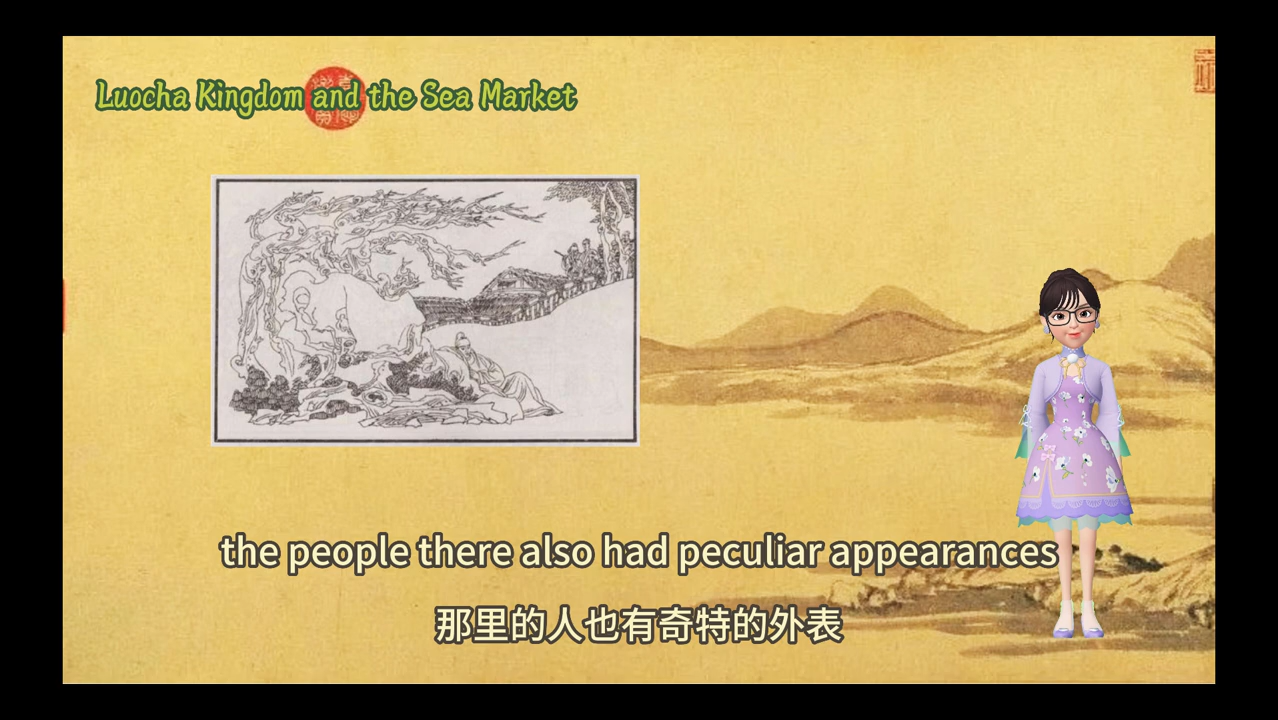 Luocha Kingdom and the Sea Market
the people there also had peculiar appearances
那里的人也有奇特的外表